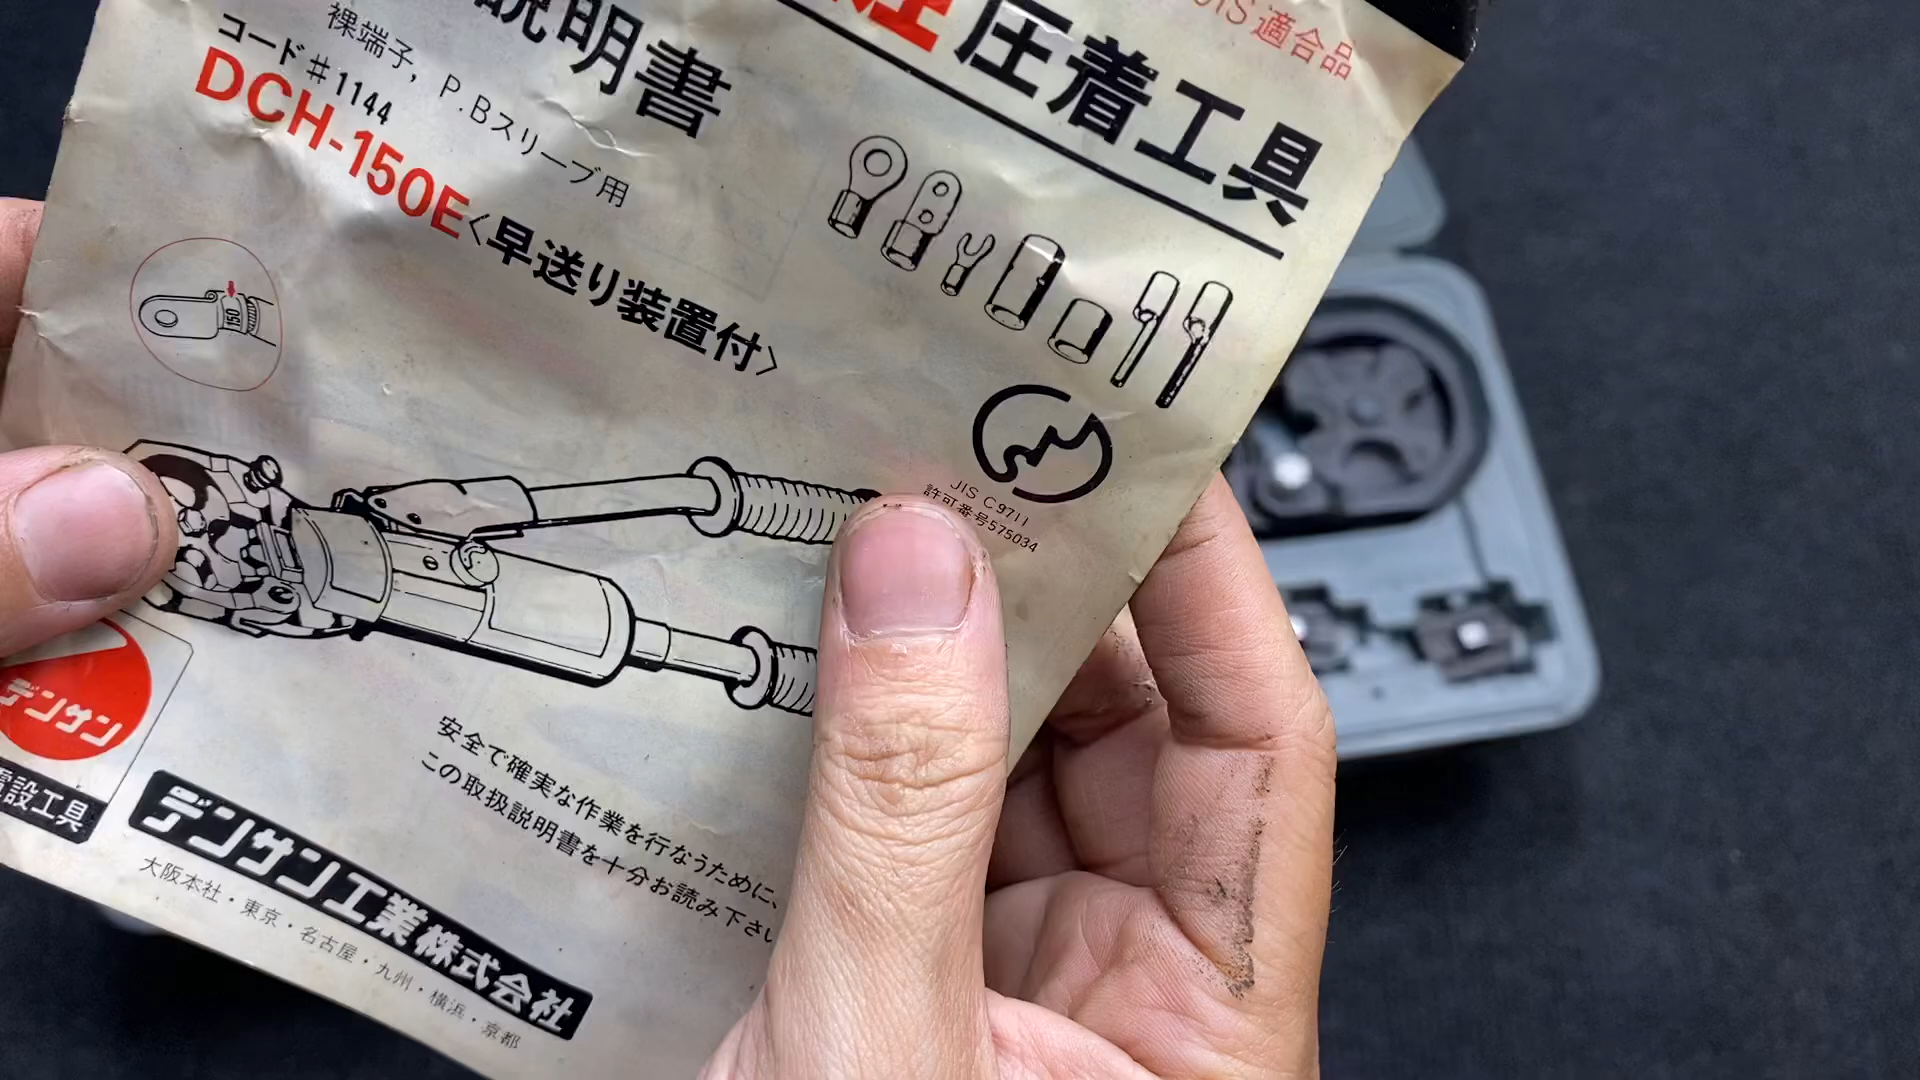 JIS適合品
圧着工具
説明書
裸端子, P.Bスリーブ用
コード#1144
DCH-150E〈早送り装置付〉
150
JIS C 9711
許可番号575034
デンサン
電設工具
安全で確実な作業を行なうために、
この取扱説明書を十分お読み下さい
デンサン工業株式会社
大阪本社・東京・名古屋・九州・横浜・京都